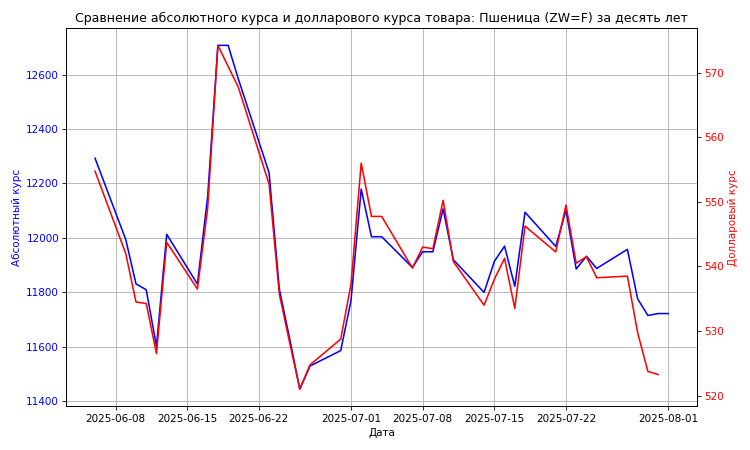 Сравнение абсолютного курса и долларового курса товара: Пшеница (ZW=F) за десять лет
Абсолютный курс
12600
12400
12200
12000
11800
11600
11400
570
560
550
540
530
520
Долларовый курс
2025-06-08 2025-06-15 2025-06-22 2025-07-01 2025-07-08 2025-07-15 2025-07-22 2025-08-01
Дата